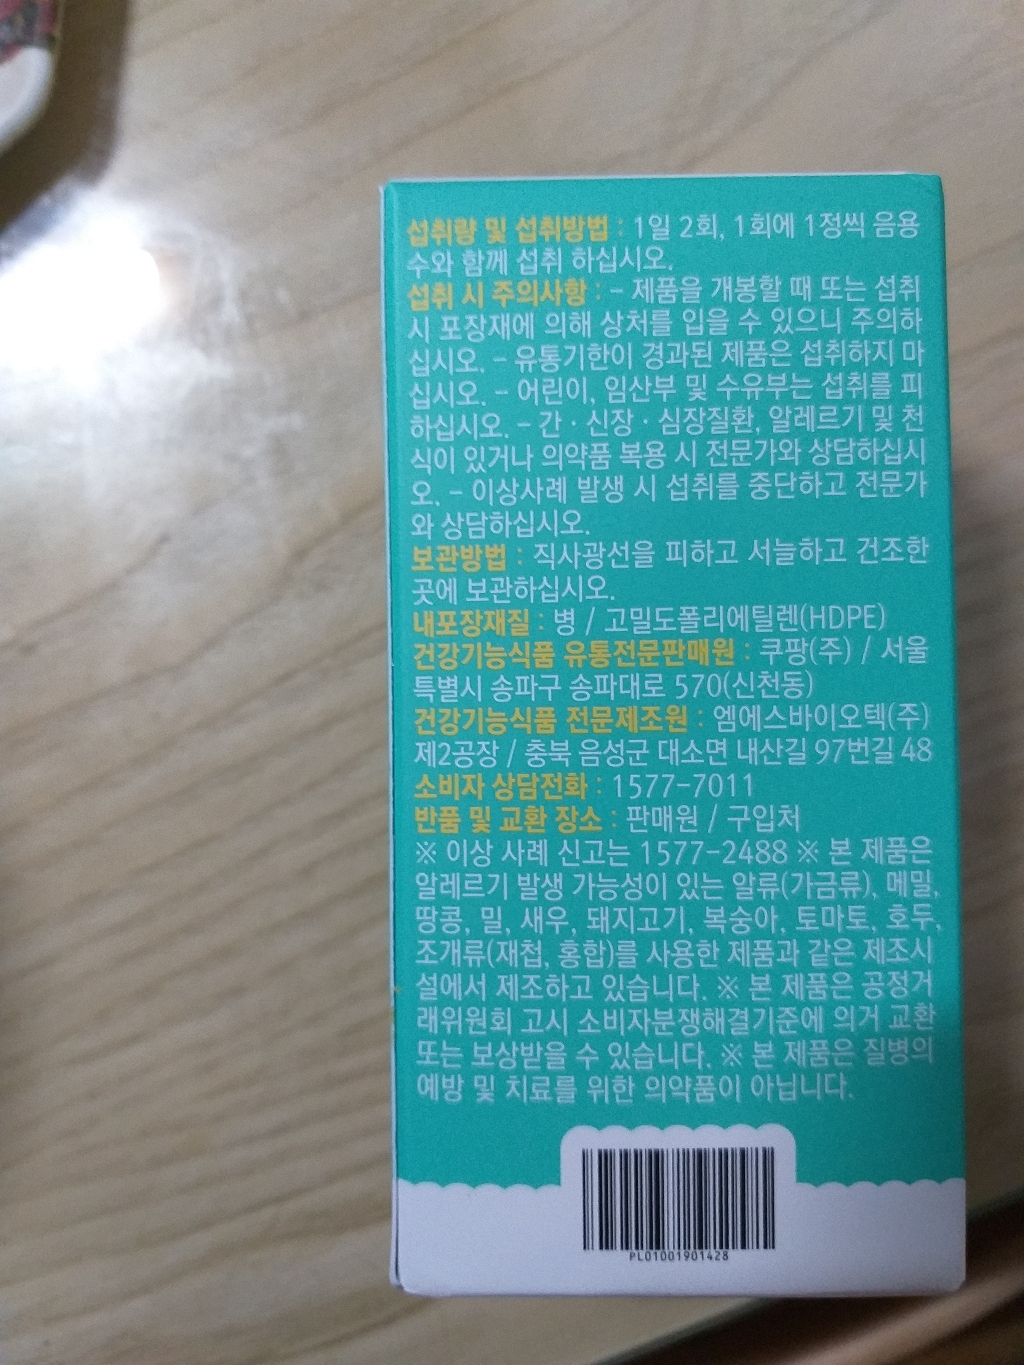 섭취량 및 섭취방법 : 1일 2회, 1회에 1정씩 음용
수와 함께 섭취 하십시오.
섭취 시 주의사항 : - 제품을 개봉할 때 또는 섭취
시 포장재에 의해 상처를 입을 수 있으니 주의하
십시오. - 유통기한이 경과된 제품은 섭취하지 마
십시오. - 어린이, 임산부 및 수유부는 섭취를 피
하십시오. - 간 · 신장 · 심장질환, 알레르기 및 천
식이 있거나 의약품 복용 시 전문가와 상담하십시
오. - 이상사례 발생 시 섭취를 중단하고 전문가
와 상담하십시오.
보관방법 : 직사광선을 피하고 서늘하고 건조한
곳에 보관하십시오.
내포장재질 : 병 / 고밀도폴리에틸렌(HDPE)
건강기능식품 유통전문판매원 : 쿠팡(주) / 서울
특별시 송파구 송파대로 570(신천동)
건강기능식품 전문제조원 : 엠에스바이오텍(주)
제2공장 / 충북 음성군 대소면 내산길 97번길 48
소비자 상담전화 : 1577-7011
반품 및 교환 장소 : 판매원 / 구입처
※ 이상 사례 신고는 1577-2488 ※ 본 제품은
알레르기 발생 가능성이 있는 알류(가금류), 메밀,
땅콩, 밀, 새우, 돼지고기, 복숭아, 토마토, 호두,
조개류(재첩, 홍합)를 사용한 제품과 같은 제조시
설에서 제조하고 있습니다. ※ 본 제품은 공정거
래위원회 고시 소비자분쟁해결기준에 의거 교환
또는 보상받을 수 있습니다. ※ 본 제품은 질병의
예방 및 치료를 위한 의약품이 아닙니다.
PL01001901428